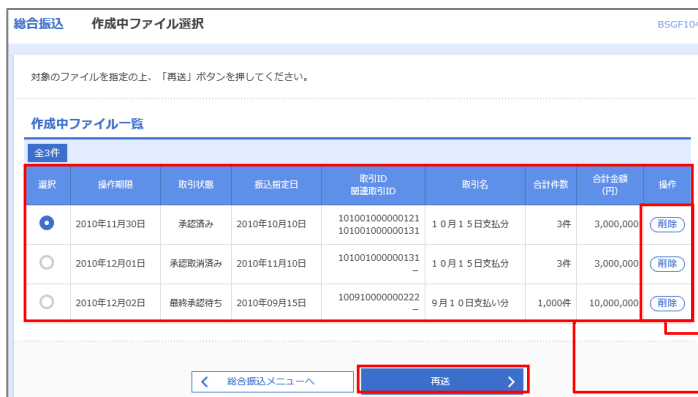 総合振込 作成中ファイル選択 BSGF104
対象のファイルを指定の上、「再送」ボタンを押してください。
作成中ファイル一覧
全3件
選択 操作期限 取引状態 振込指定日 取引ID 取引名 合計件数 合計金額 操作
関連取引ID (円)
2010年11月30日 承認済み 2010年10月10日 101001000000121 10月15日支払分 3件 3,000,000 削除
101001000000131
2010年12月01日 承認取消済み 2010年11月10日 101001000000131 10月15日支払分 3件 3,000,000 削除
–
2010年12月02日 最終承認待ち 2010年09月15日 100910000000222 9月10日支払い分 1,000件 10,000,000 削除
–
総合振込メニューへ 再送